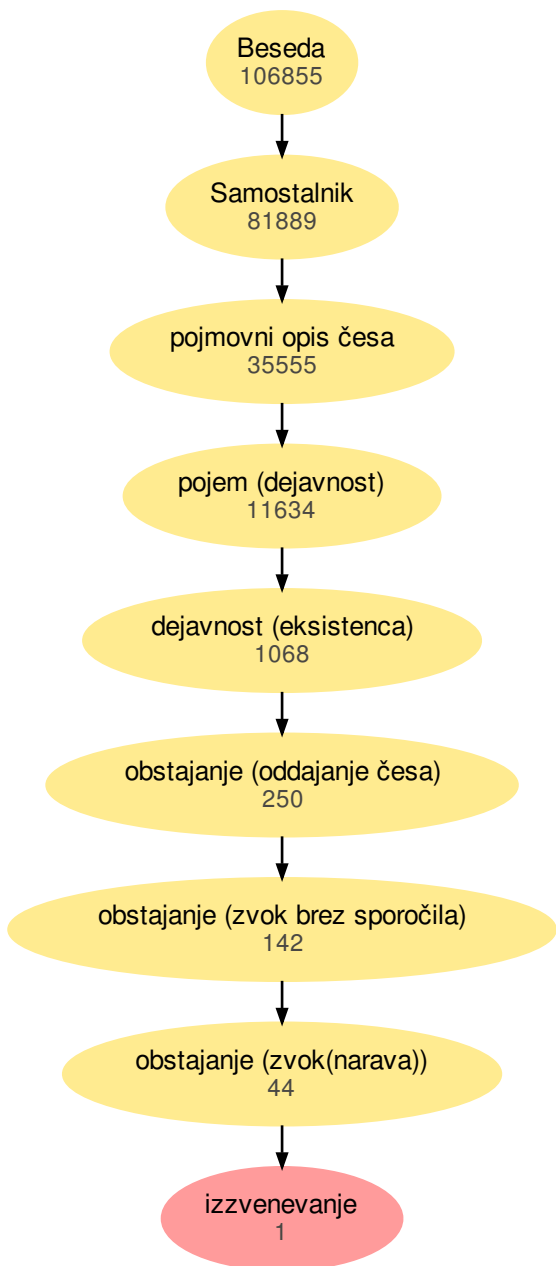 Beseda
106855
Samostalnik
81889
pojmovni opis česa
35555
pojem (dejavnost)
11634
dejavnost (eksistenca)
1068
obstajanje (oddajanje česa)
250
obstajanje (zvok brez sporočila)
142
obstajanje (zvok(narava))
44
izzvenevanje
1